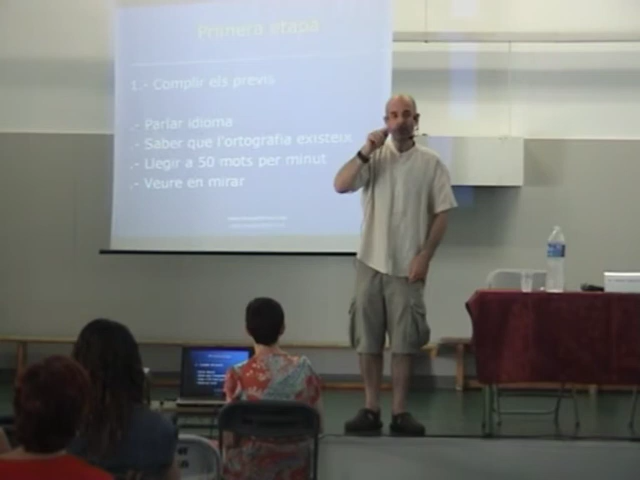 Primera etapa
1.- Complir els previs
.- Parlar idioma
.- Saber que l'ortografia existeix
.- Llegir a 50 mots per minut
.- Veure en mirar